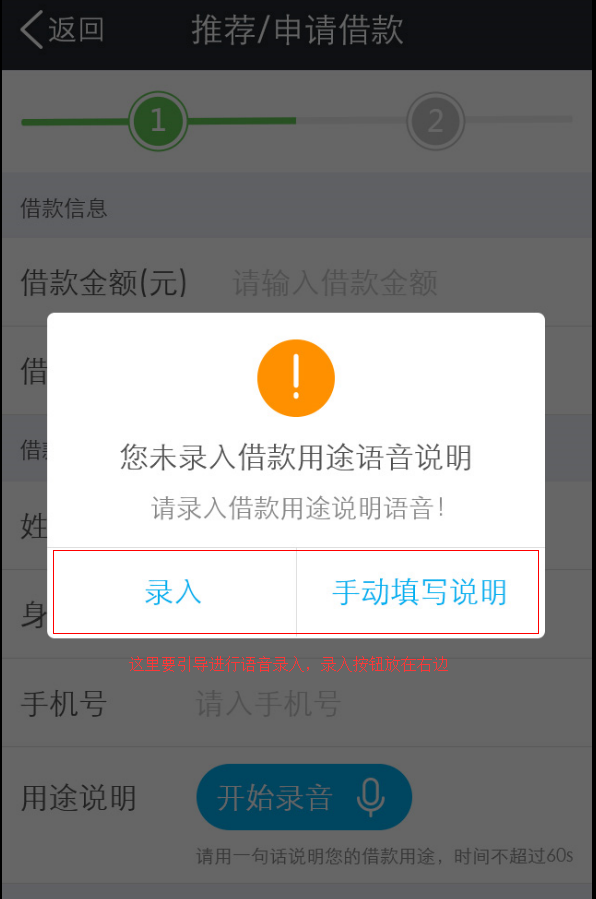 返回
推荐/申请借款
1
2
借款信息
借款金额(元) 请输入借款金额
借
借
您未录入借款用途语音说明
请录入借款用途说明语音!
姓
录入 手动填写说明
身
这里要引导进行语音录入，录入按钮放在右边
手机号 请入手机号
用途说明 开始录音
请用一句话说明您的借款用途，时间不超过60s